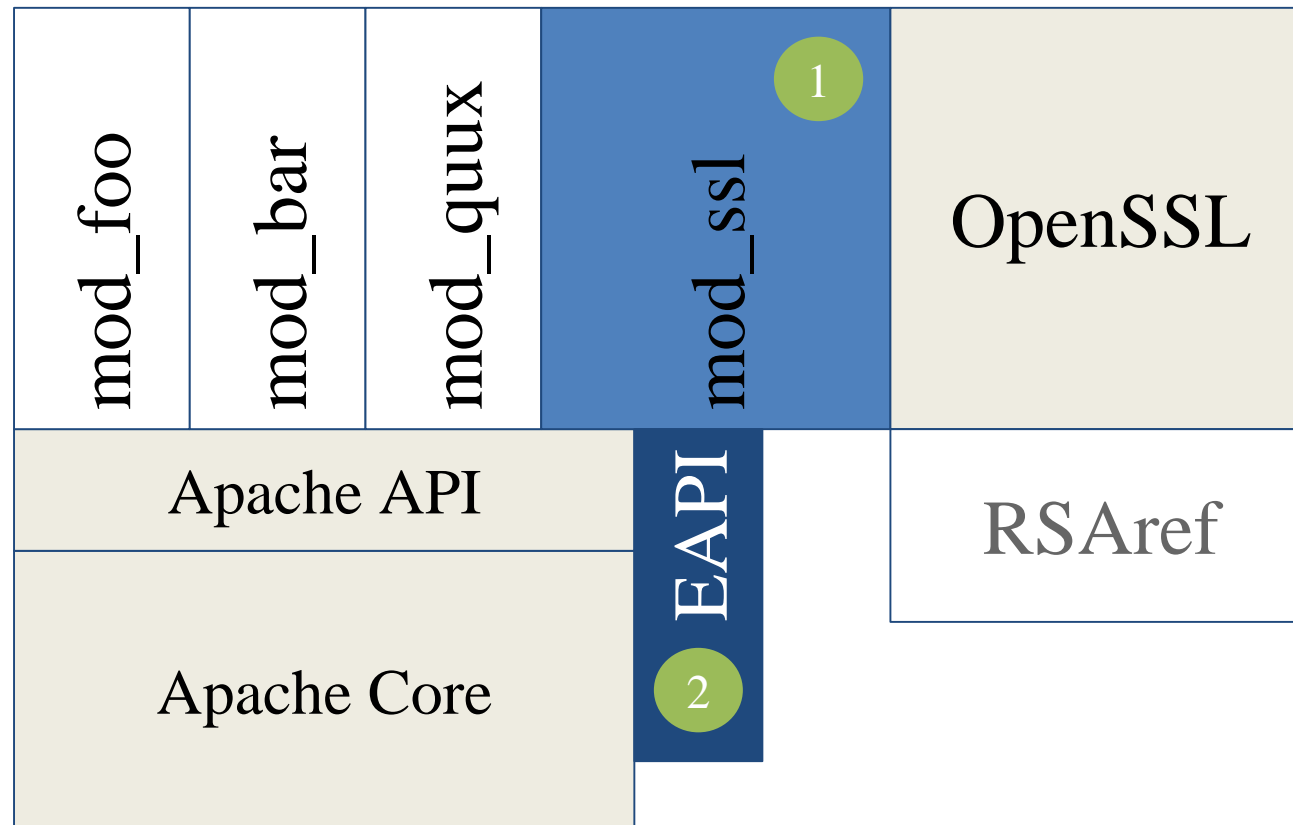 mod_foo
mod_bar
mod_quux
mod_ssl
1
OpenSSL
Apache API
EAPI
RSAref
Apache Core
2